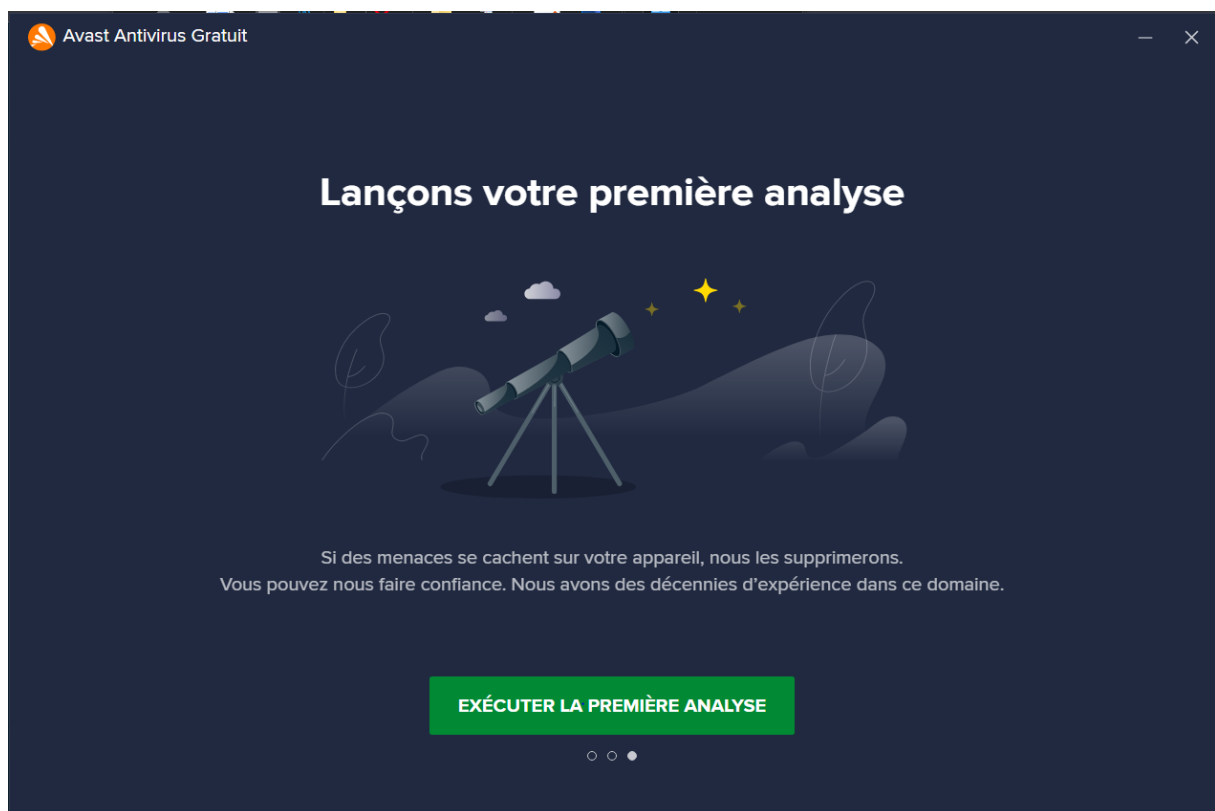 Avast Antivirus Gratuit
Lançons votre première analyse
Si des menaces se cachent sur votre appareil, nous les supprimerons.
Vous pouvez nous faire confiance. Nous avons des décennies d’expérience dans ce domaine.
EXÉCUTER LA PREMIÈRE ANALYSE